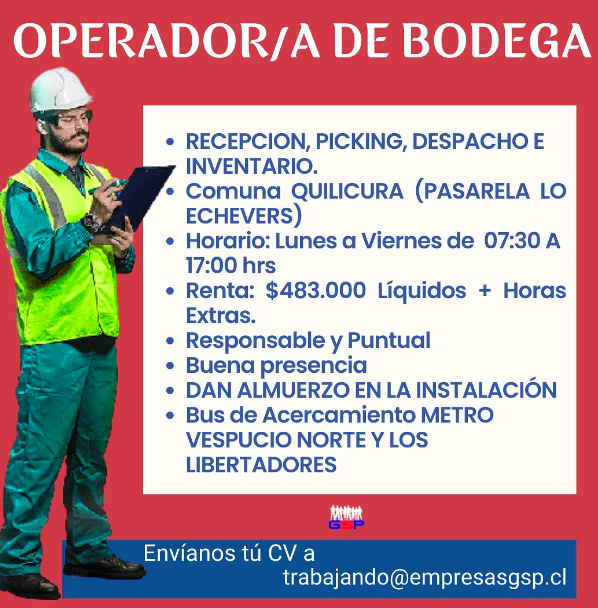 OPERADOR/A DE BODEGA
• RECEPCION, PICKING, DESPACHO E
INVENTARIO.
• Comuna QUILICURA (PASARELA LO
ECHEVERS)
• Horario: Lunes a Viernes de 07:30 A
17:00 hrs
• Renta: $483.000 Líquidos + Horas
Extras.
• Responsable y Puntual
• Buena presencia
• DAN ALMUERZO EN LA INSTALACIÓN
• Bus de Acercamiento METRO
VESPUCIO NORTE Y LOS
LIBERTADORES
GSP
Envíanos tú CV a
trabajando@empresasgsp.cl